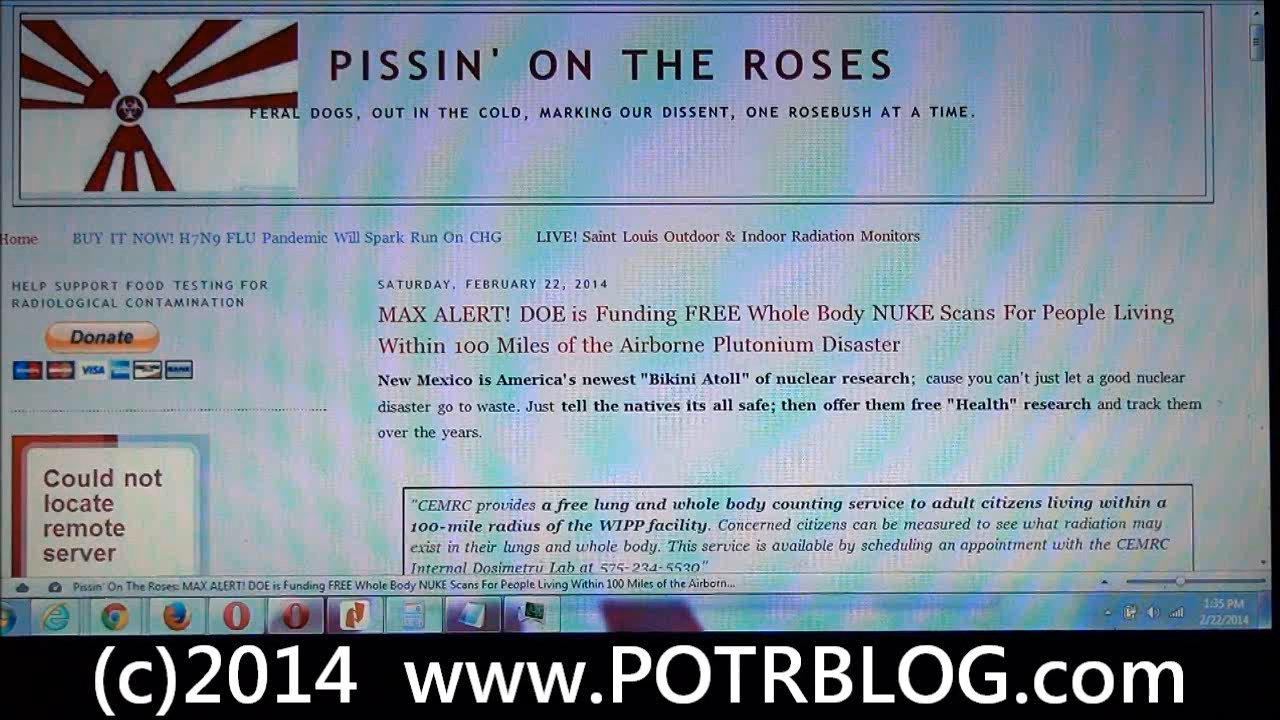 PISSIN' ON THE ROSES
FERAL DOGS, OUT IN THE COLD, MARKING OUR DISSENT, ONE ROSEBUSH AT A TIME.
Home BUY IT NOW! H7N9 FLU Pandemic Will Spark Run On CHG LIVE! Saint Louis Outdoor & Indoor Radiation Monitors
HELP SUPPORT FOOD TESTING FOR
RADIOLOGICAL CONTAMINATION
Donate
VISA
Could not
locate
remote
server
SATURDAY, FEBRUARY 22, 2014
MAX ALERT! DOE is Funding FREE Whole Body NUKE Scans For People Living
Within 100 Miles of the Airborne Plutonium Disaster
New Mexico is America's newest "Bikini Atoll" of nuclear research; cause you can't just let a good nuclear
disaster go to waste. Just tell the natives its all safe; then offer them free "Health" research and track them
over the years.
"CEMRC provides a free lung and whole body counting service to adult citizens living within a
100-mile radius of the WIPP facility. Concerned citizens can be measured to see what radiation may
exist in their lungs and whole body. This service is available by scheduling an appointment with the CEMRC
Internal Dosimetry Lab at 575-234-5530"
Pissin' On The Roses: MAX ALERT! DOE is Funding FREE Whole Body NUKE Scans For People Living Within 100 Miles of the Airborn...
1:35 PM
2/22/2014
(c)2014 www.POTRBLOG.com